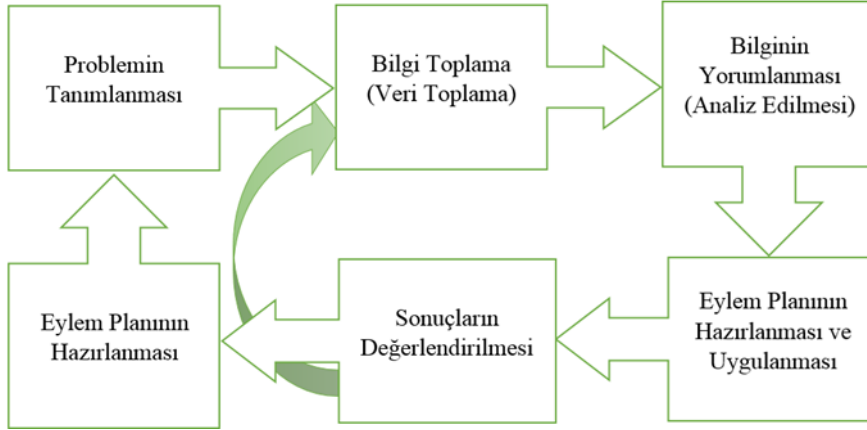 Problemin
Tanımlanması
Bilgi Toplama
(Veri Toplama)
Bilginin
Yorumlanması
(Analiz Edilmesi)
Eylem Planının
Hazırlanması
Sonuçların
Değerlendirilmesi
Eylem Planının
Hazırlanması ve
Uygulanması